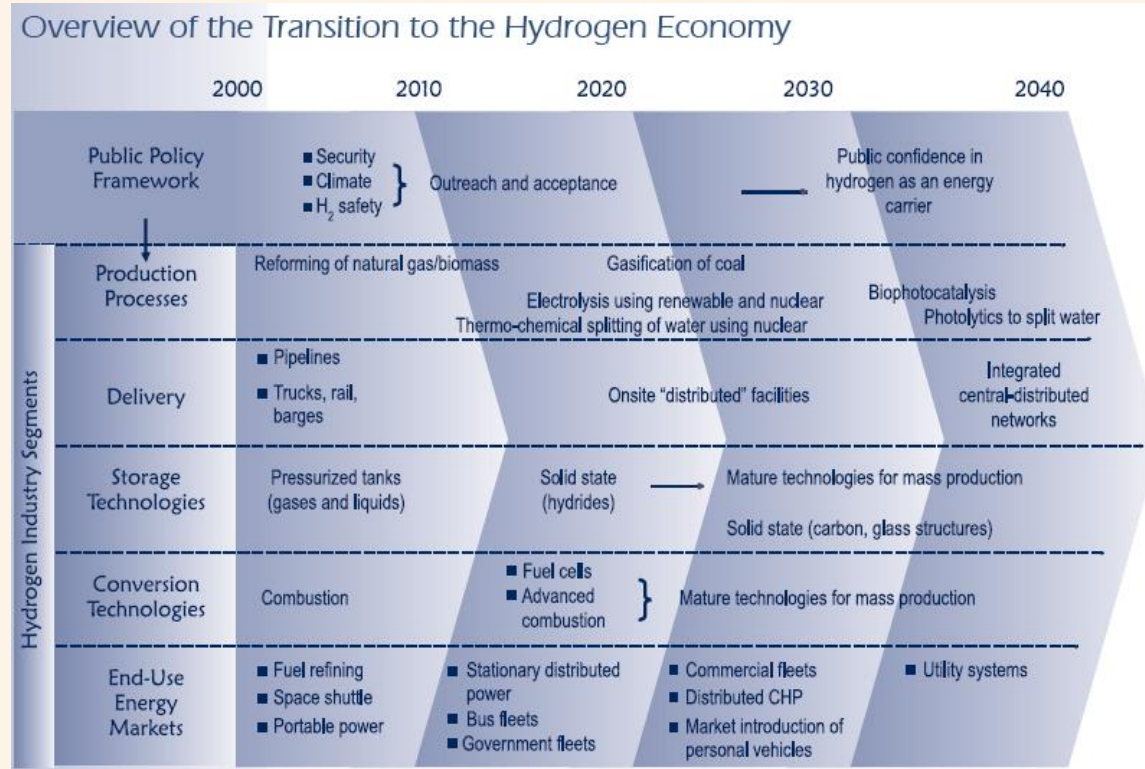 Overview of the Transition to the Hydrogen Economy
2000 2010 2020 2030 2040
Public Policy
Framework
■ Security
■ Climate
■ H₂ safety
}
Outreach and acceptance
Public confidence in
hydrogen as an energy
carrier
Hydrogen Industry Segments
Production
Processes
Reforming of natural gas/biomass
Gasification of coal
Electrolysis using renewable and nuclear
Thermo-chemical splitting of water using nuclear
Biophotocatalysis
Photolytics to split water
Delivery
■ Pipelines
■ Trucks, rail,
barges
Onsite “distributed” facilities
Integrated
central-distributed
networks
Storage
Technologies
Pressurized tanks
(gases and liquids)
Solid state
(hydrides)
Mature technologies for mass production
Solid state (carbon, glass structures)
Conversion
Technologies
Combustion
■ Fuel cells
■ Advanced
combustion
}
Mature technologies for mass production
End-Use
Energy
Markets
■ Fuel refining
■ Space shuttle
■ Portable power
■ Stationary distributed
power
■ Bus fleets
■ Government fleets
■ Commercial fleets
■ Distributed CHP
■ Market introduction of
personal vehicles
■ Utility systems